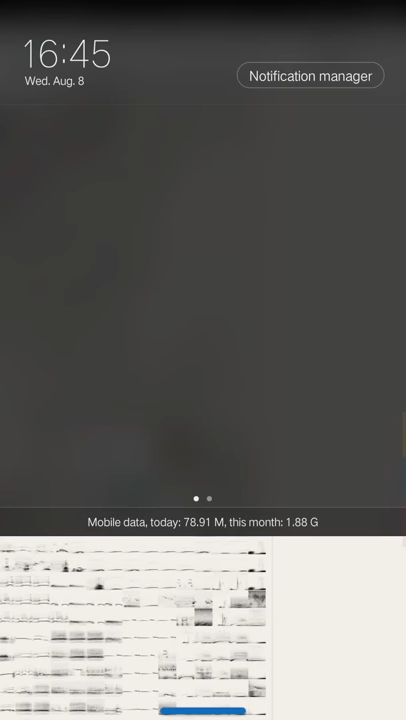 16:45
Wed. Aug. 8
Notification manager
Mobile data, today: 78.91 M, this month: 1.88 G